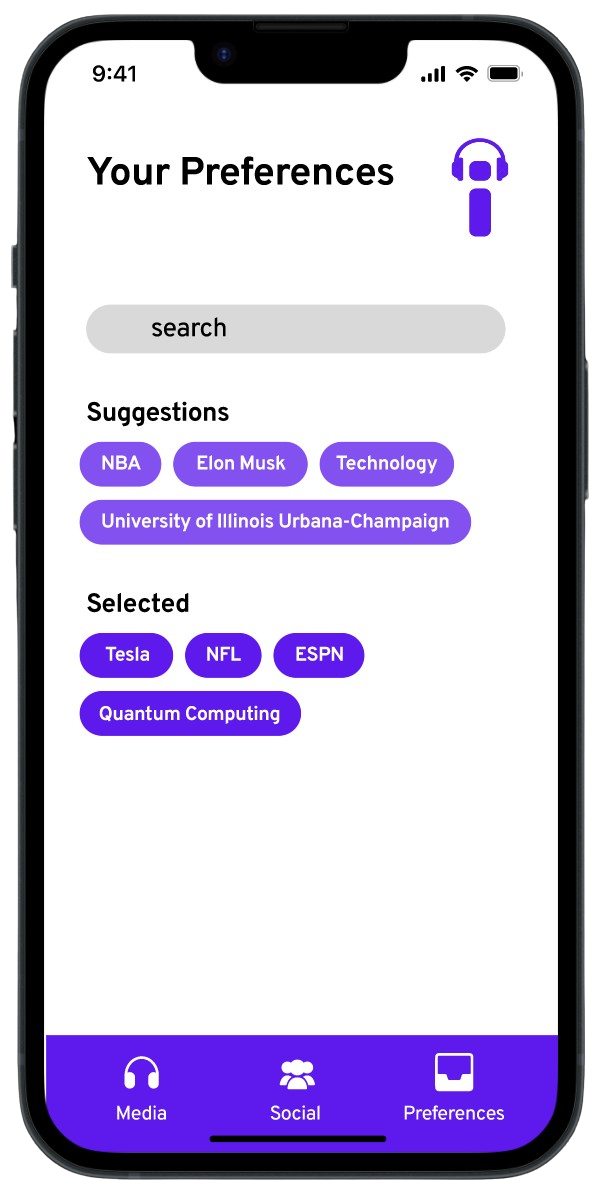 9:41
Your Preferences
search
Suggestions
NBA Elon Musk Technology
University of Illinois Urbana-Champaign
Selected
Tesla NFL ESPN
Quantum Computing
Media Social Preferences